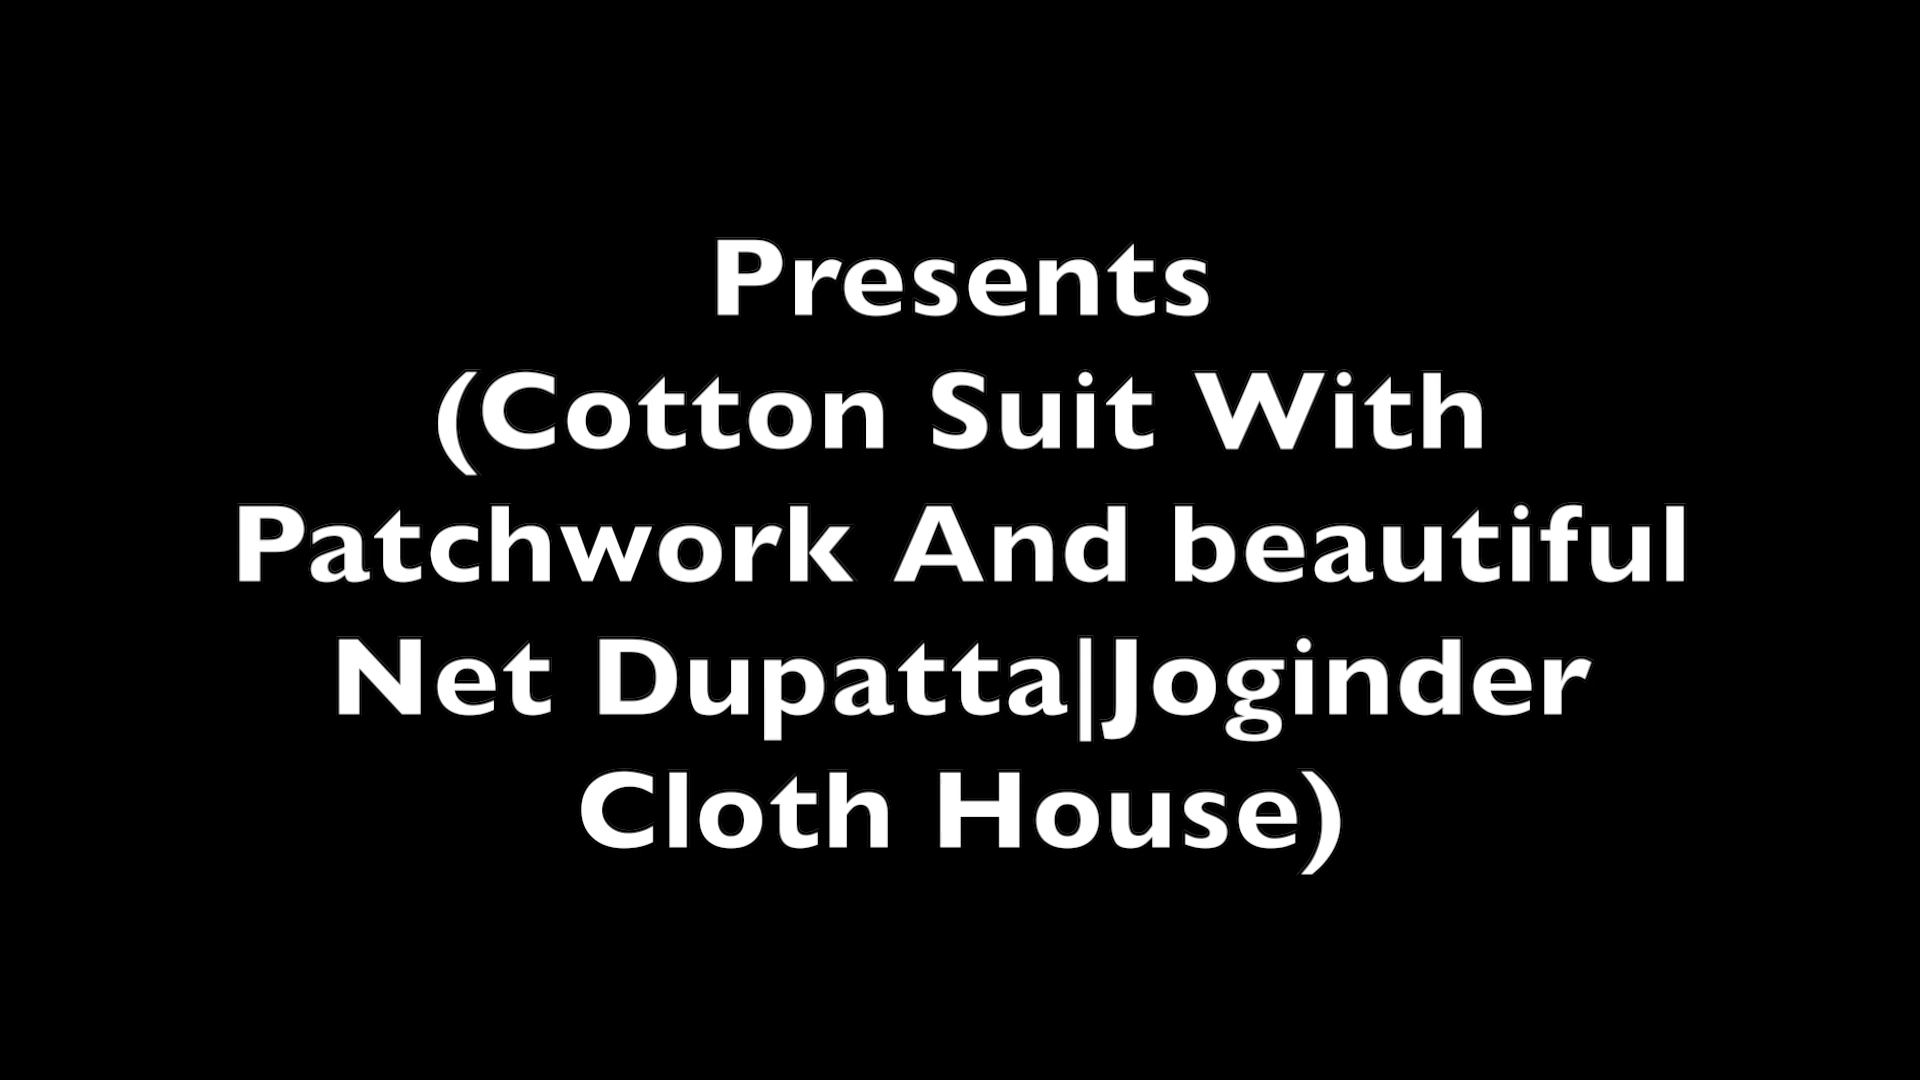 Presents
(Cotton Suit With
Patchwork And beautiful
Net Dupatta|Joginder
Cloth House)